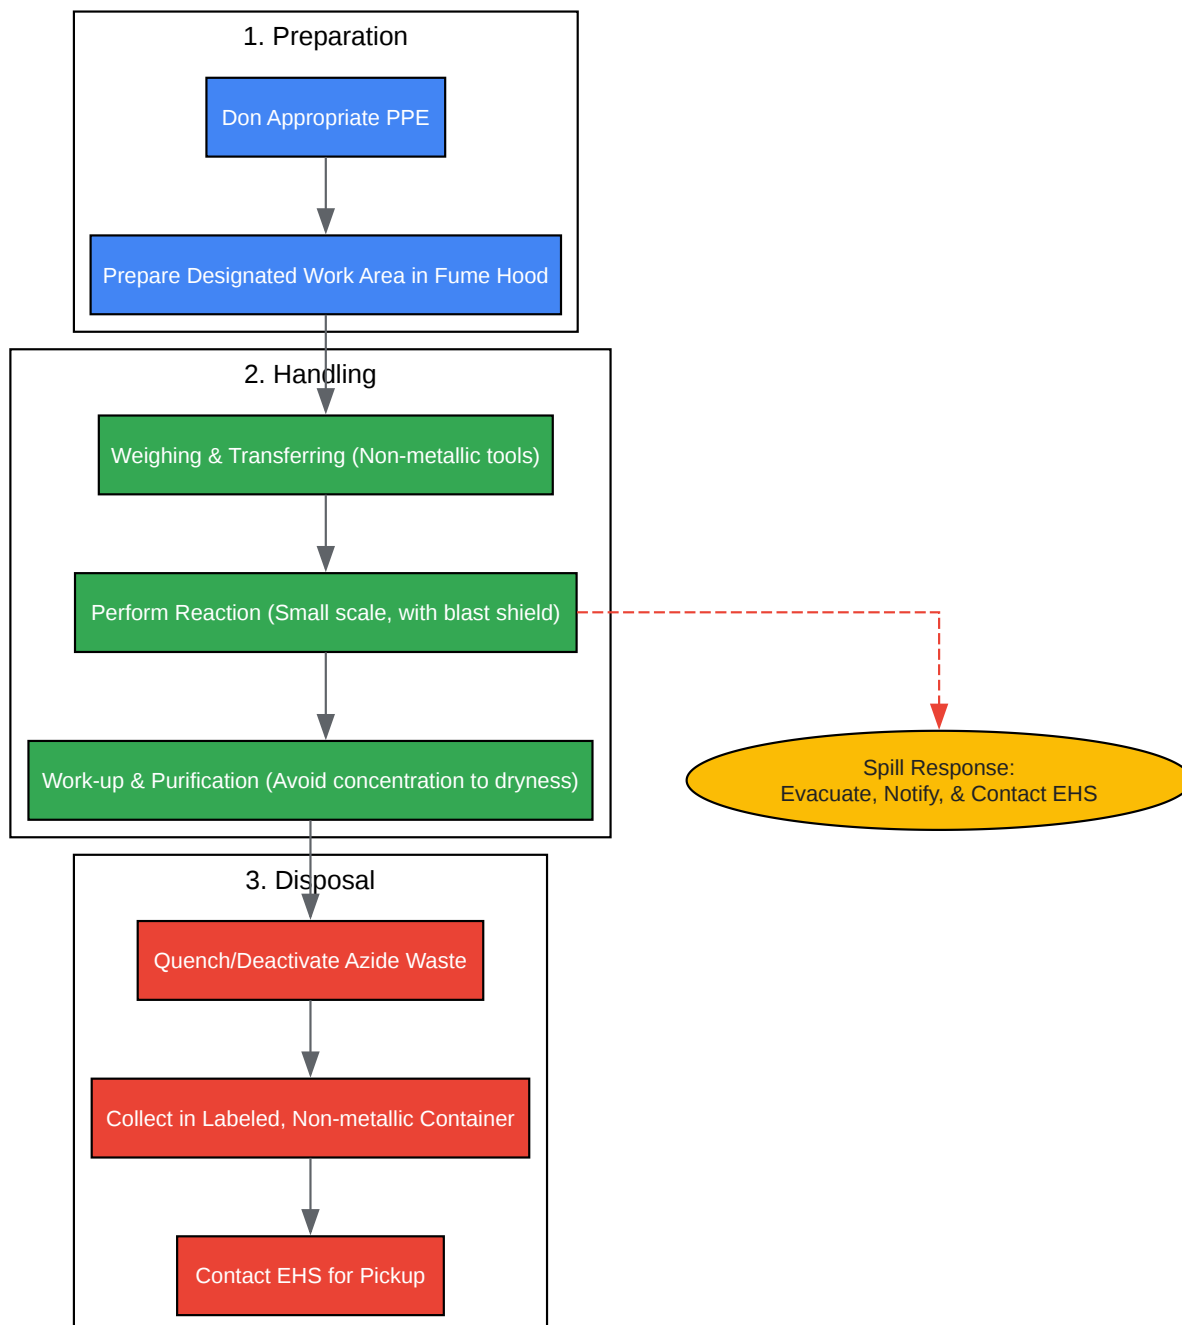 1. Preparation
Don Appropriate PPE
Prepare Designated Work Area in Fume Hood
2. Handling
Weighing & Transferring (Non-metallic tools)
Perform Reaction (Small scale, with blast shield)
Work-up & Purification (Avoid concentration to dryness)
Spill Response:
Evacuate, Notify, & Contact EHS
3. Disposal
Quench/Deactivate Azide Waste
Collect in Labeled, Non-metallic Container
Contact EHS for Pickup